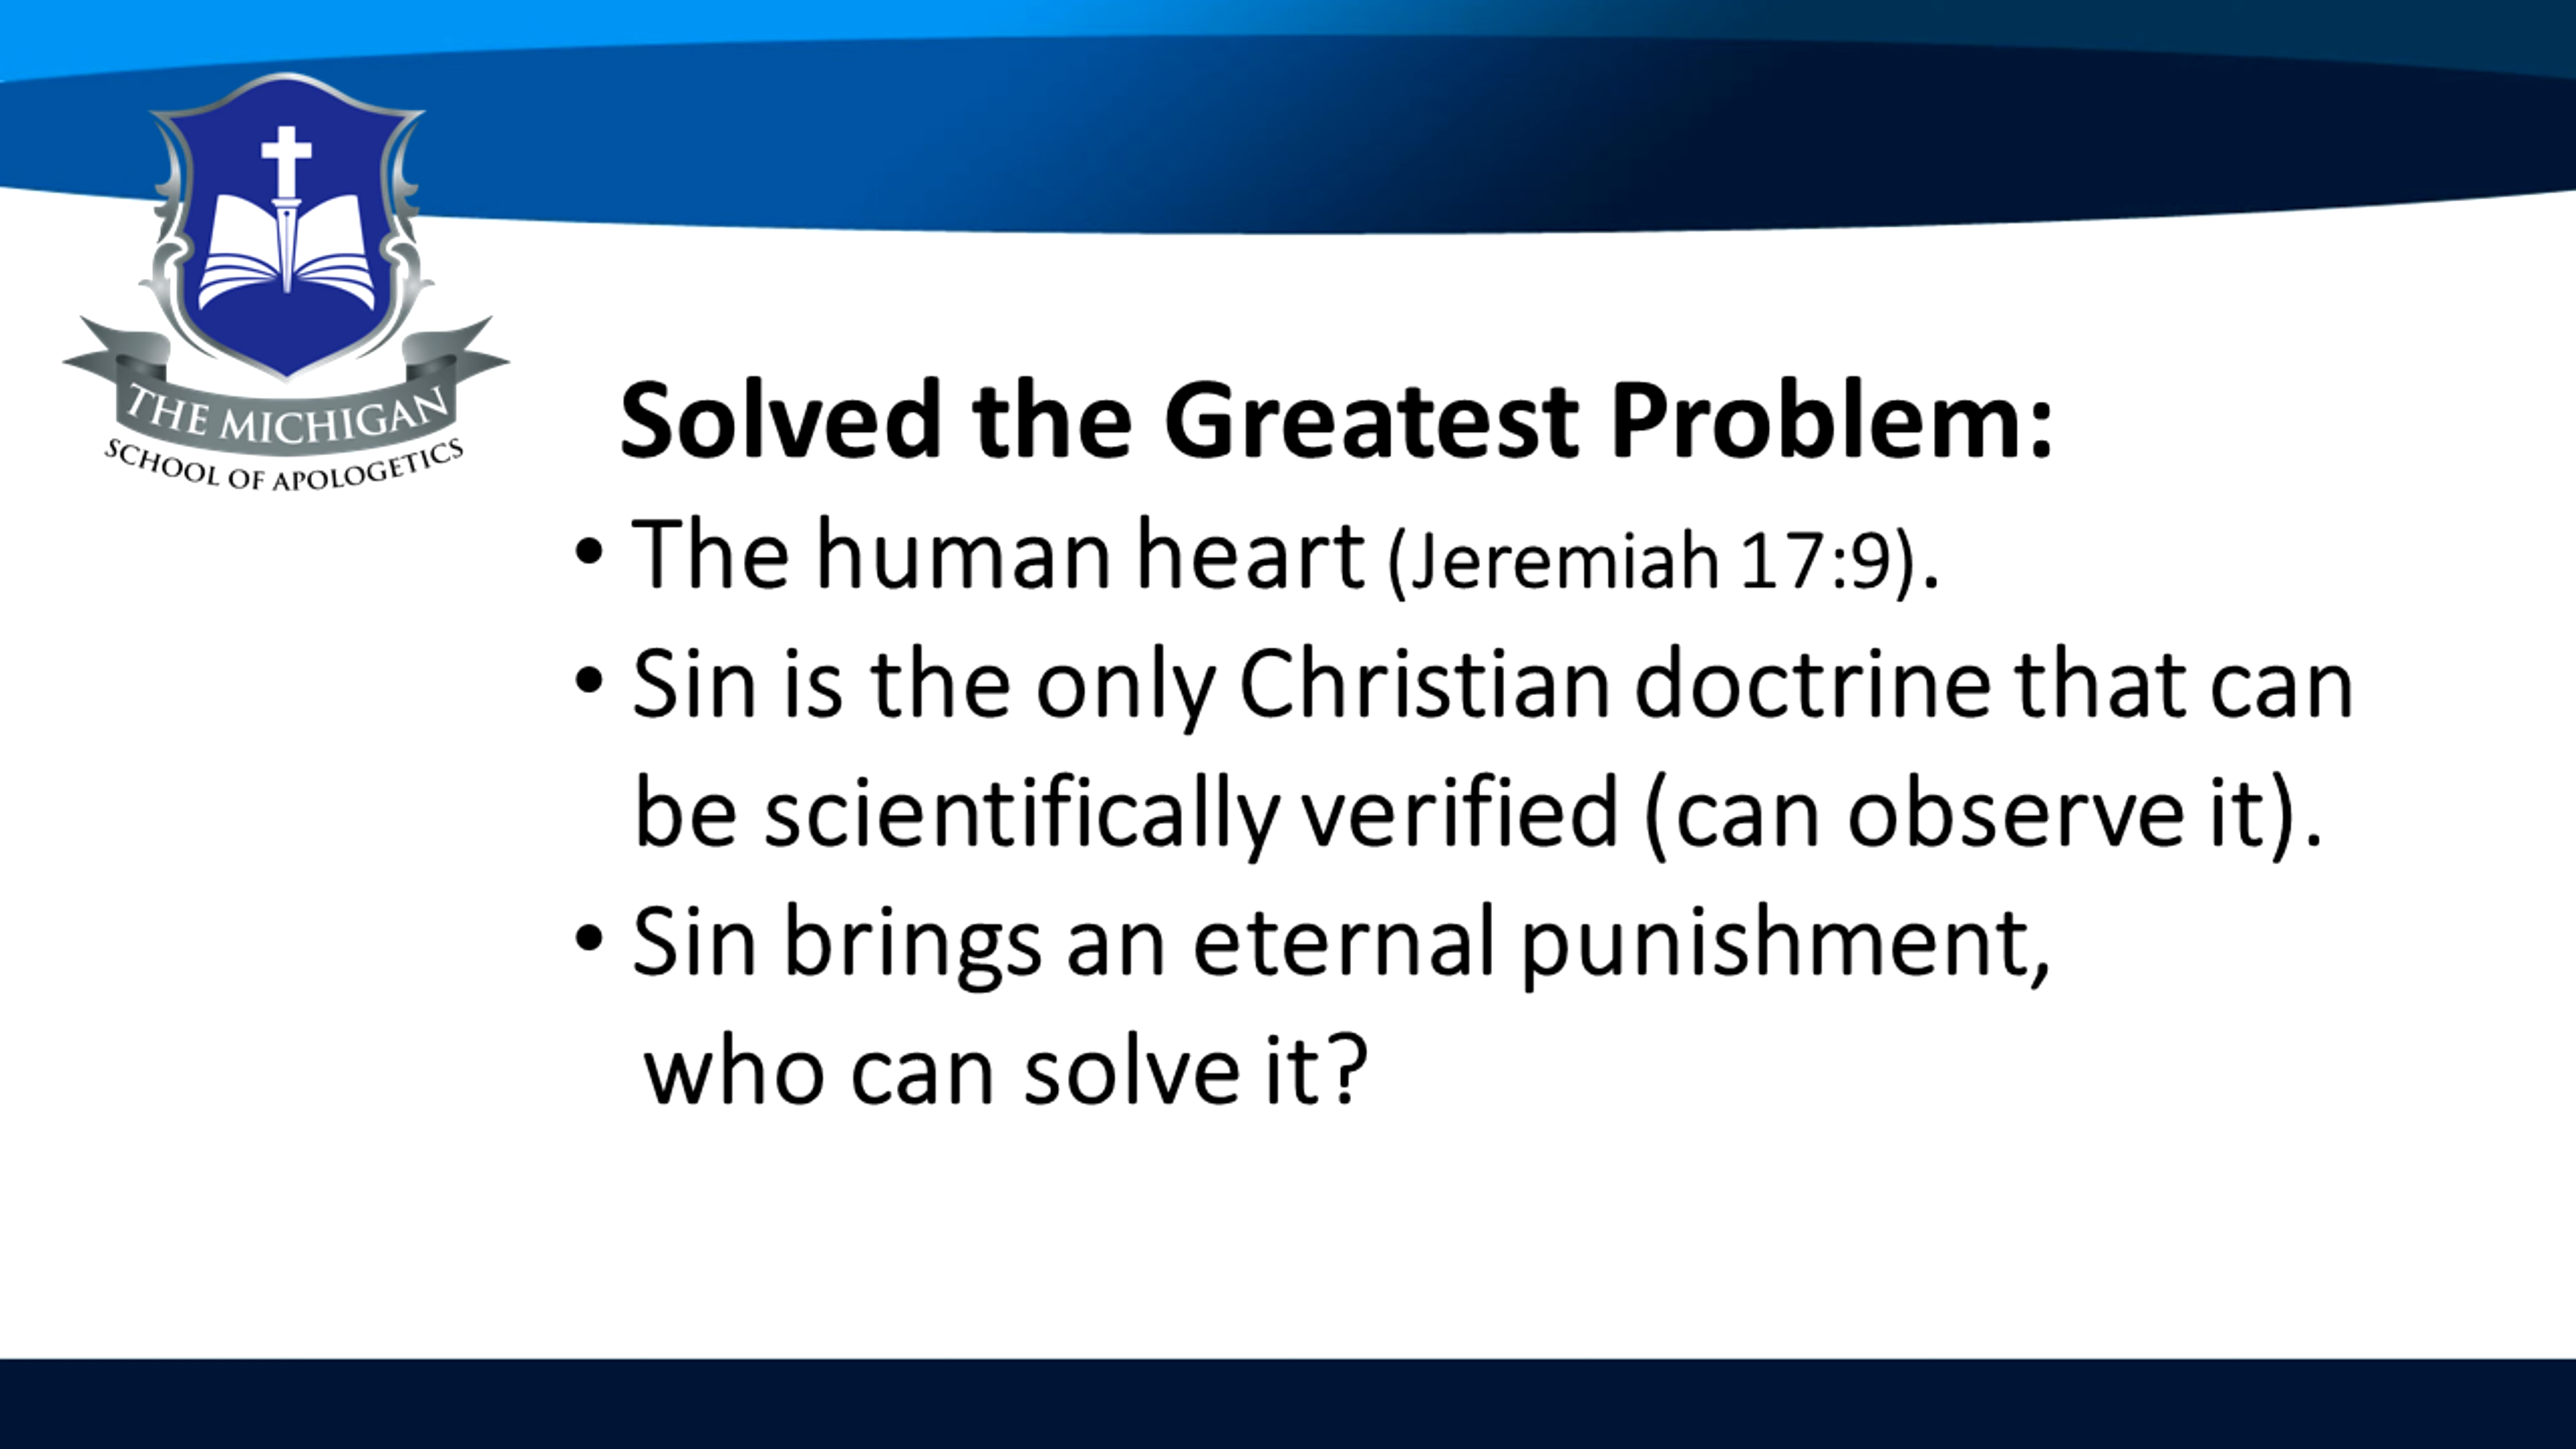 THE MICHIGAN
SCHOOL OF APOLOGETICS
Solved the Greatest Problem:
• The human heart (Jeremiah 17:9).
• Sin is the only Christian doctrine that can
be scientifically verified (can observe it).
• Sin brings an eternal punishment,
who can solve it?